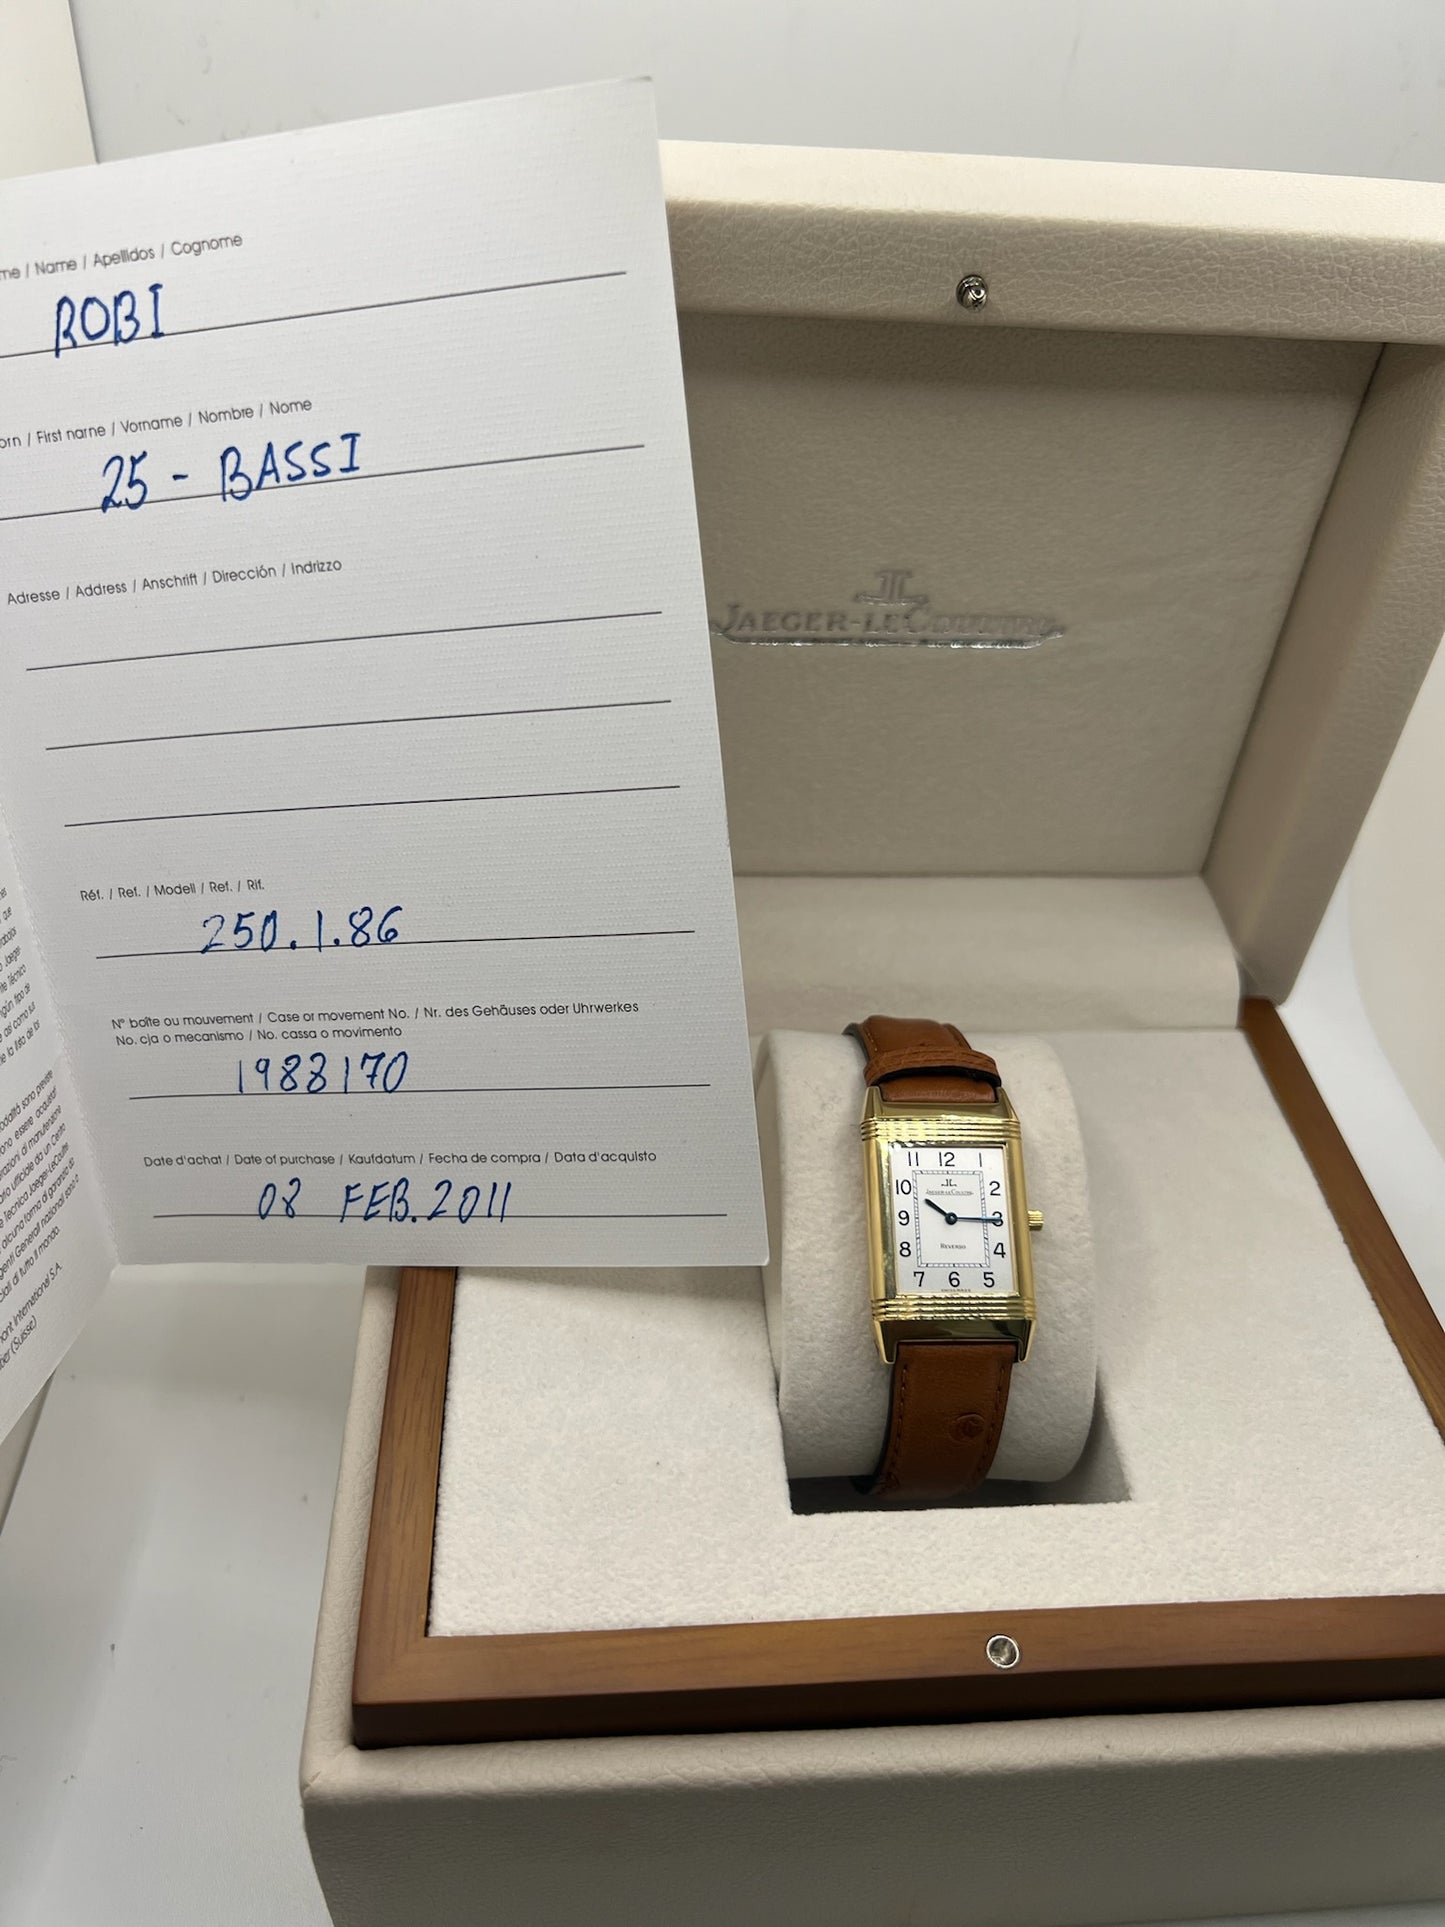 me / Name / Apellidos / Cognome
ROBI
orn / First name / Vorname / Nombre / Nome
25 - BASSI
Adresse / Address / Anschrift / Dirección / Indrizzo
Réf. / Ref. / Modell / Ref. / Rif.
250.1.86
N° boîte ou mouvement / Case or movement No. / Nr. des Gehäuses oder Uhrwerkes
No. cja o mecanismo / No. cassa o movimento
1988170
Date d'achat / Date of purchase / Kaufdatum / Fecha de compra / Data d'acquisto
08 FEB. 2011
JAEGER-LECOULTRE
11 12 1
10 2
JAEGER-LECOULTRE
9 3
REVERSO
8 4
7 6 5